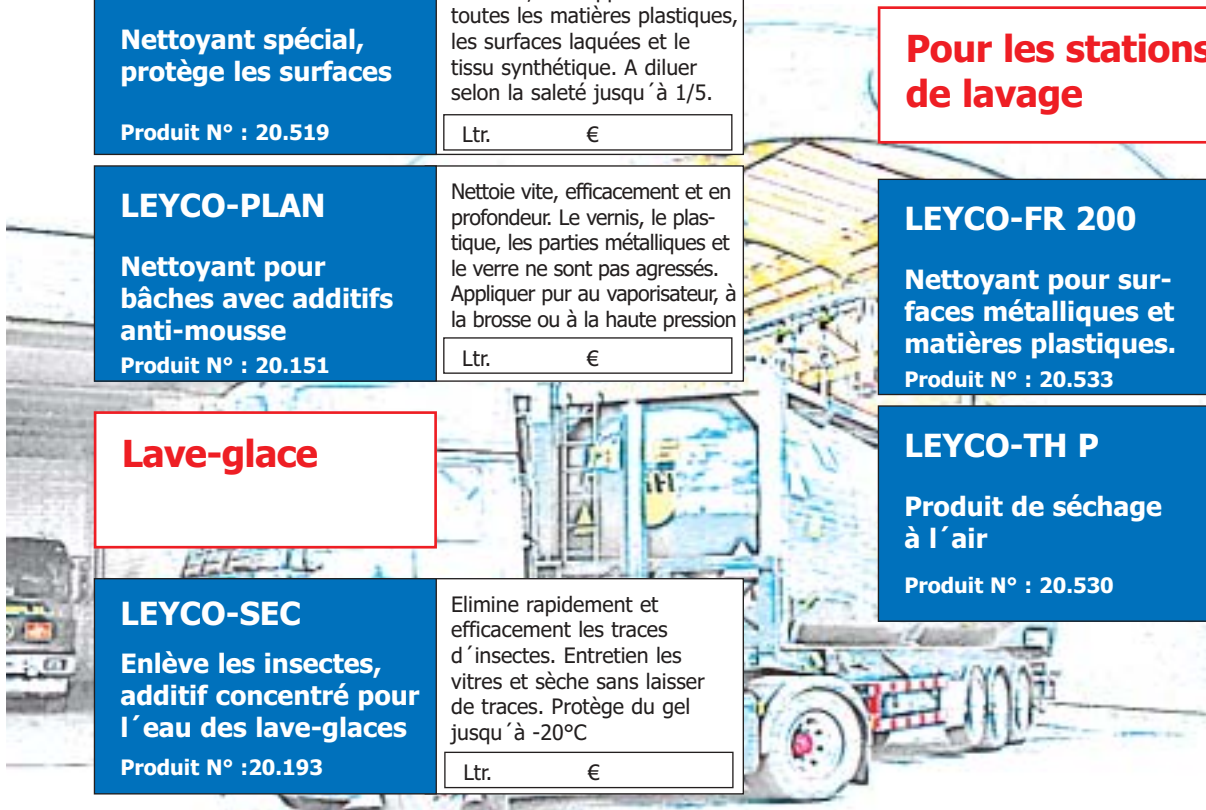 Nettoyant spécial,
protège les surfaces
Produit N° : 20.519
toutes les matières plastiques,
les surfaces laquées et le
tissu synthétique. A diluer
selon la saleté jusqu´à 1/5.
Ltr. €
LEYCO-PLAN
Nettoyant pour
bâches avec additifs
anti-mousse
Produit N° : 20.151
Nettoie vite, efficacement et en
profondeur. Le vernis, le plas-
tique, les parties métalliques et
le verre ne sont pas agressés.
Appliquer pur au vaporisateur, à
la brosse ou à la haute pression
Ltr. €
Lave-glace
LEYCO-SEC
Enlève les insectes,
additif concentré pour
l´eau des lave-glaces
Produit N° :20.193
Elimine rapidement et
efficacement les traces
d´insectes. Entretien les
vitres et sèche sans laisser
de traces. Protège du gel
jusqu´à -20°C
Ltr. €
Pour les stations
de lavage
LEYCO-FR 200
Nettoyant pour sur-
faces métalliques et
matières plastiques.
Produit N° : 20.533
LEYCO-TH P
Produit de séchage
à l´air
Produit N° : 20.530